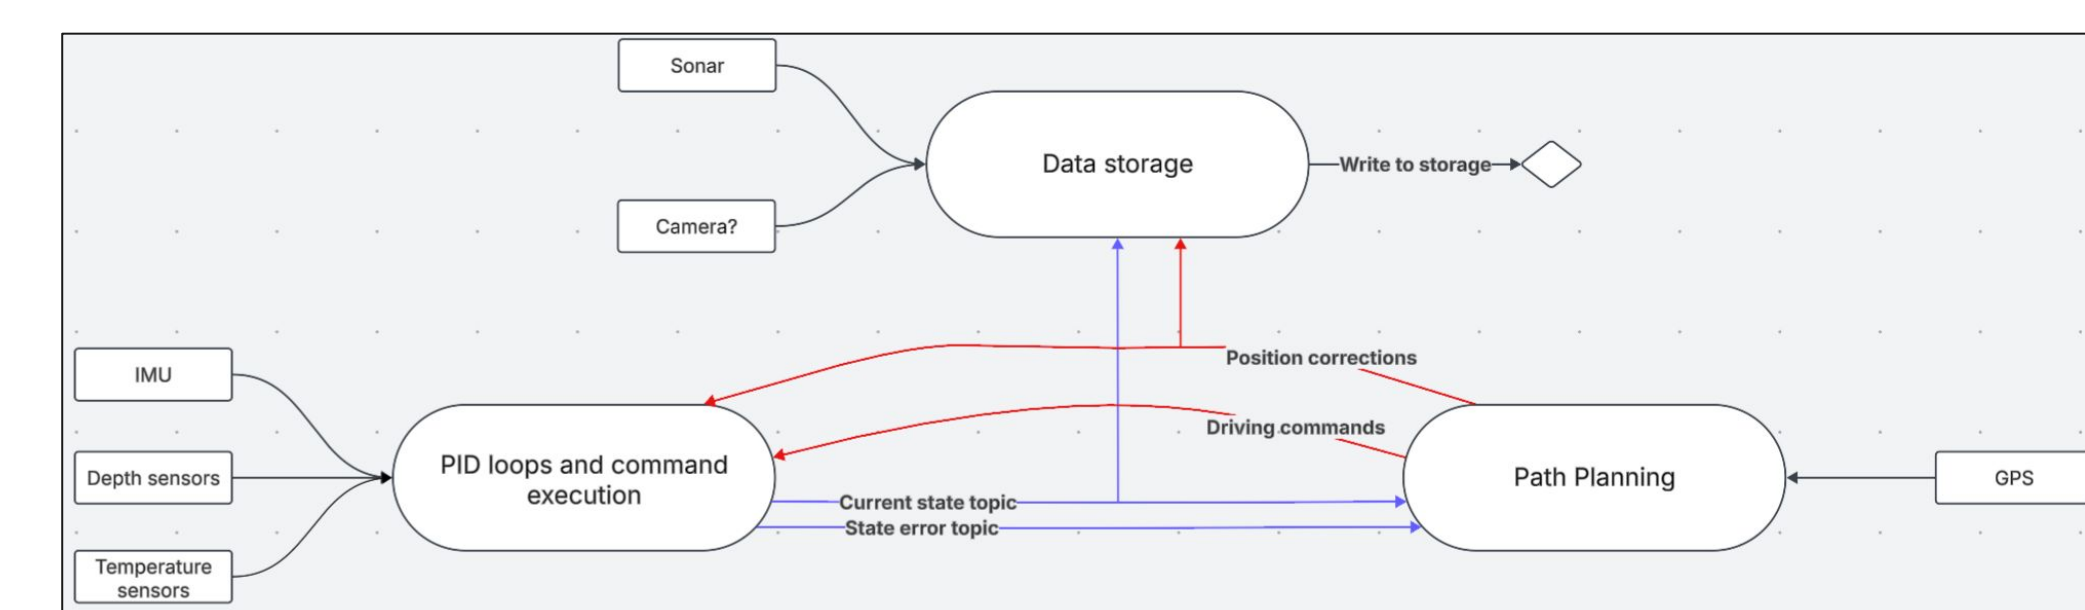 Sonar
Data storage
Write to storage
Camera?
Position corrections
IMU
Driving commands
PID loops and command
execution
Depth sensors
Path Planning
GPS
Current state topic
State error topic
Temperature
sensors